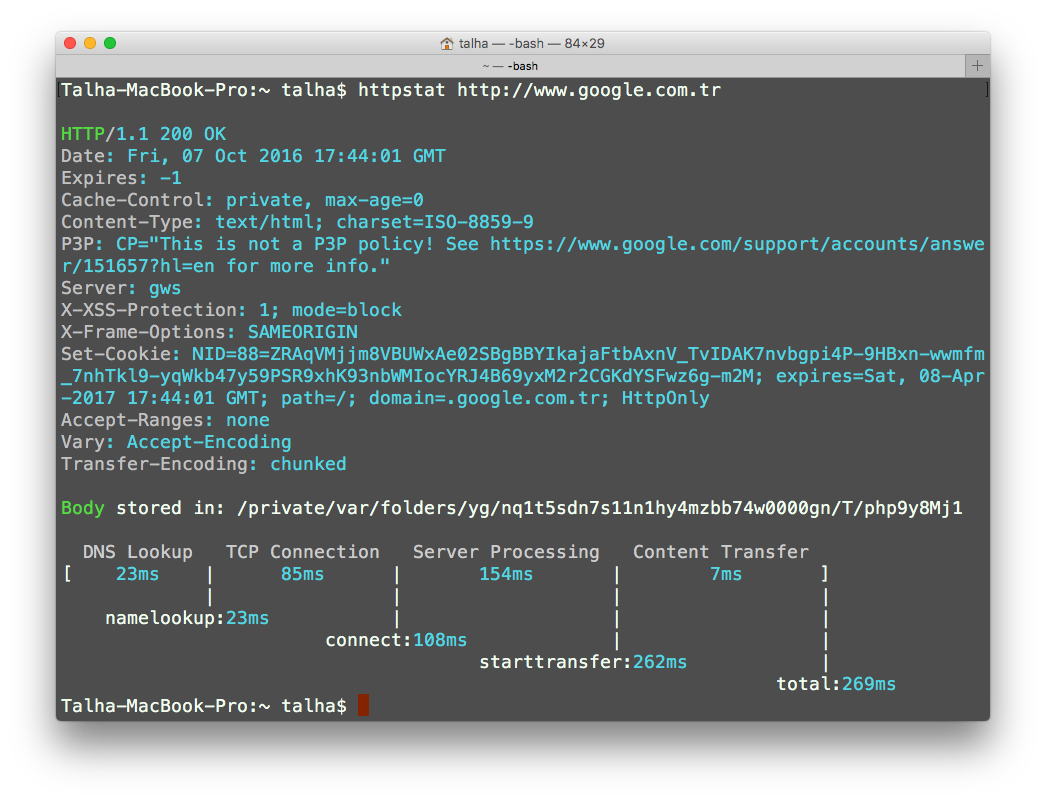 talha — -bash — 84×29
~ — -bash
Talha-MacBook-Pro:~ talha$ httpstat http://www.google.com.tr
HTTP/1.1 200 OK
Date: Fri, 07 Oct 2016 17:44:01 GMT
Expires: -1
Cache-Control: private, max-age=0
Content-Type: text/html; charset=ISO-8859-9
P3P: CP="This is not a P3P policy! See https://www.google.com/support/accounts/answe
r/151657?hl=en for more info."
Server: gws
X-XSS-Protection: 1; mode=block
X-Frame-Options: SAMEORIGIN
Set-Cookie: NID=88=ZRAqVMjjm8VBUWxAe02SBgBBYIkajaFtbAxnV_TvIDAK7nvbgpi4P-9HBxn-wwmfm
_7nhTkl9-yqWkb47y59PSR9xhK93nbWMIocYRJ4B69yxM2r2CGKdYSFwz6g-m2M; expires=Sat, 08-Apr
-2017 17:44:01 GMT; path=/; domain=.google.com.tr; HttpOnly
Accept-Ranges: none
Vary: Accept-Encoding
Transfer-Encoding: chunked
Body stored in: /private/var/folders/yg/nq1t5sdn7s11n1hy4mzbb74w0000gn/T/php9y8Mj1
DNS Lookup TCP Connection Server Processing Content Transfer
[ 23ms | 85ms | 154ms | 7ms ]
| | | |
namelookup:23ms | | |
connect:108ms | |
starttransfer:262ms |
total:269ms
Talha-MacBook-Pro:~ talha$